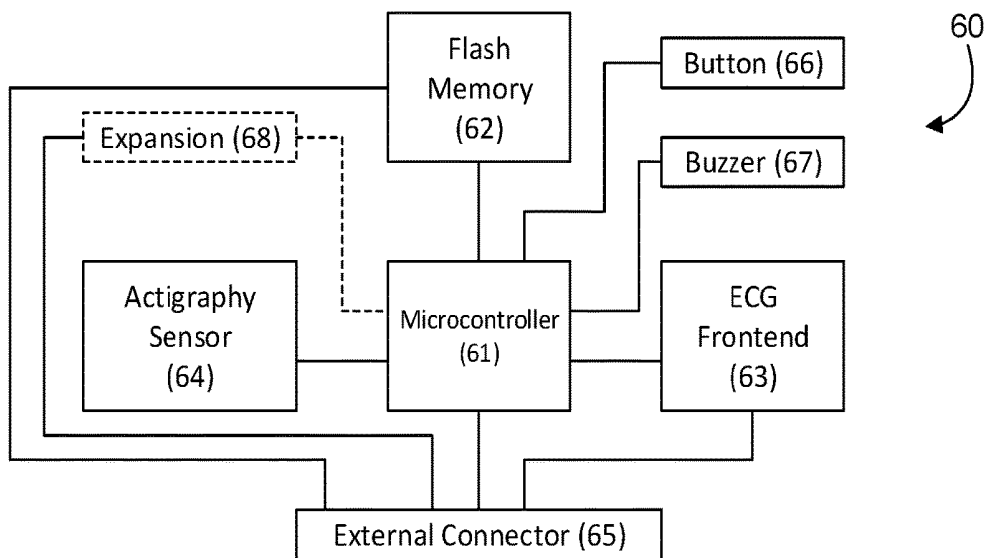 60
Flash
Memory
(62)
Button (66)
Expansion (68)
Buzzer (67)
Actigraphy
Sensor
(64)
Microcontroller
(61)
ECG
Frontend
(63)
External Connector (65)